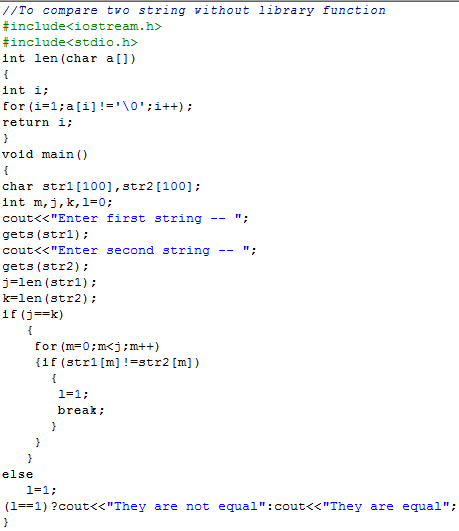 //To compare two string without library function
#include<iostream.h>
#include<stdio.h>
int len(char a[])
{
int i;
for(i=1;a[i]!='\0';i++);
return i;
}
void main()
{
char str1[100],str2[100];
int m,j,k,l=0;
cout<<"Enter first string -- ";
gets(str1);
cout<<"Enter second string -- ";
gets(str2);
j=len(str1);
k=len(str2);
if(j==k)
{
for(m=0;m<j;m++)
{if(str1[m]!=str2[m])
{
l=1;
break;
}
}
}
else
l=1;
(l==1)?cout<<"They are not equal":cout<<"They are equal";
}